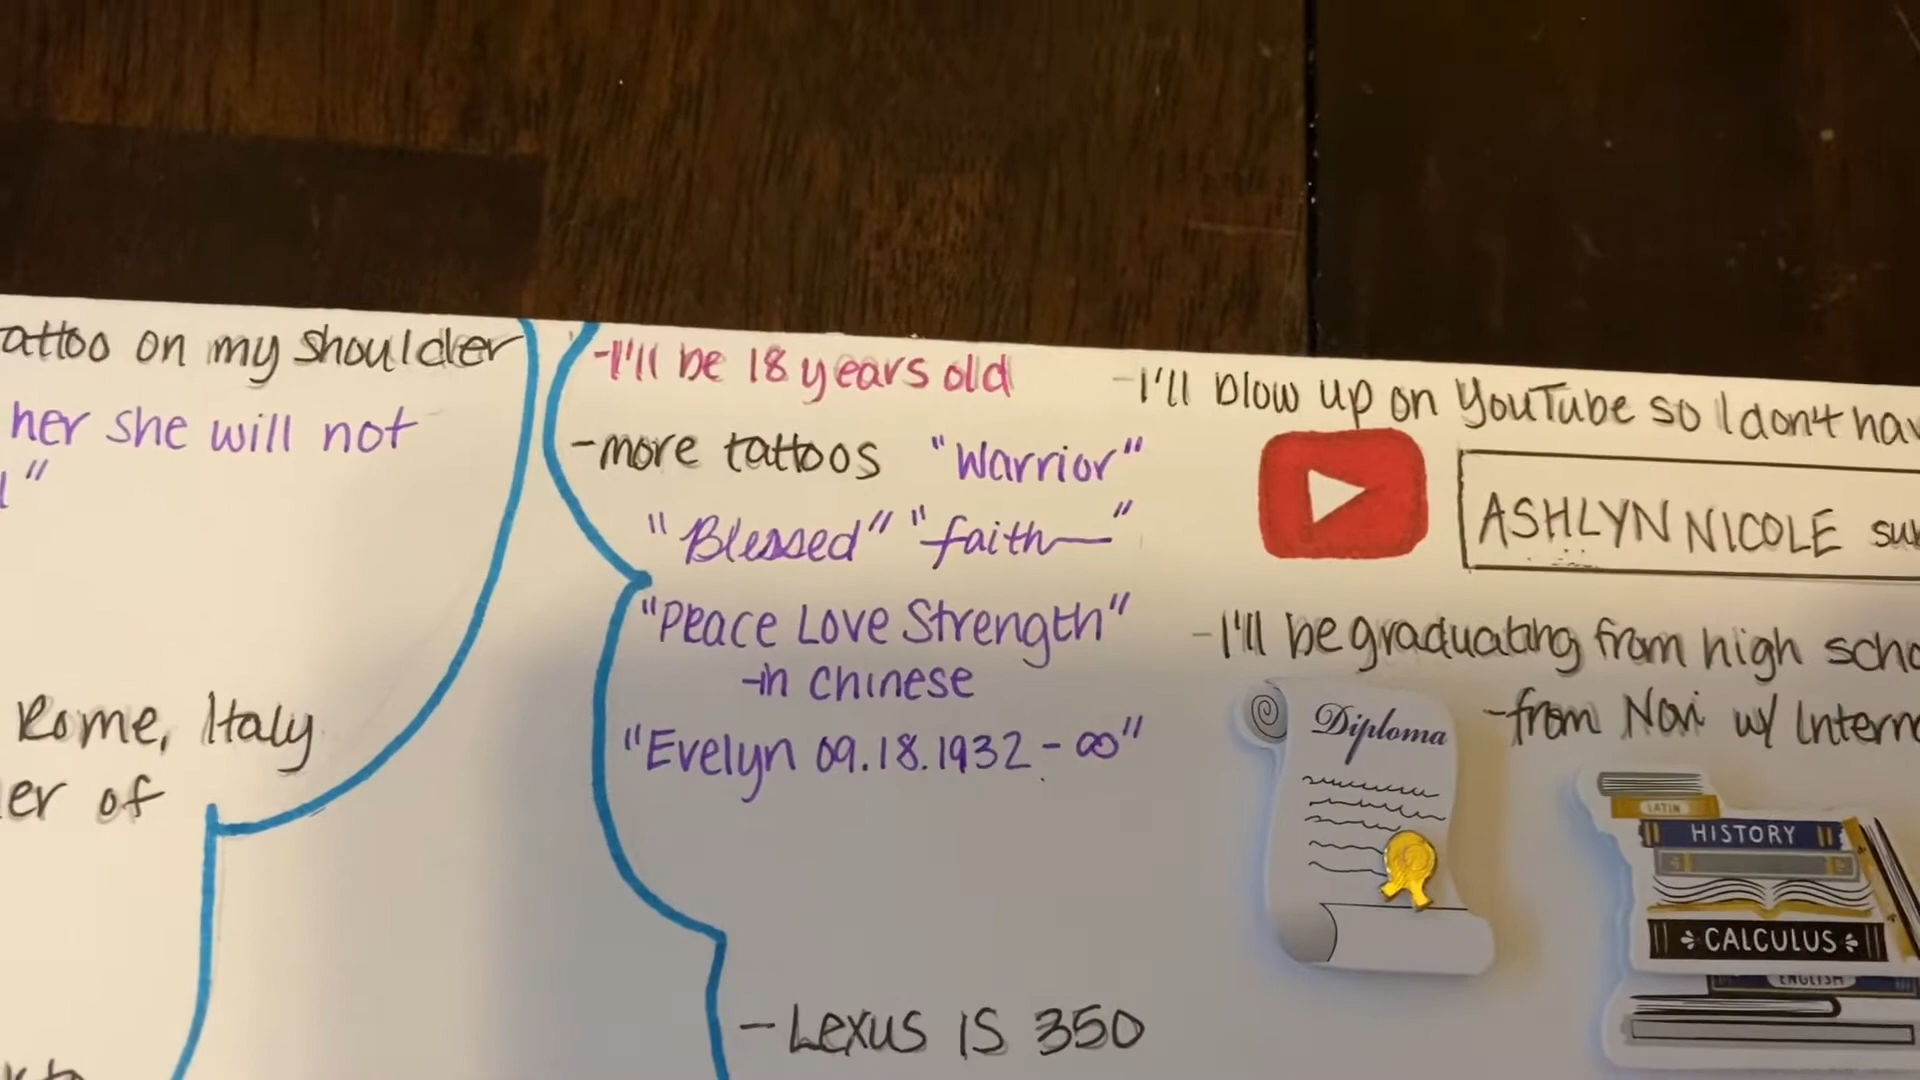 attoo on my shoulder
her she will not
"
Rome, Italy
er of
-I'll be 18 years old
-more tattoos "Warrior"
"Blessed" "faith"
"Peace Love Strength"
-in Chinese
"Evelyn 09.18.1932 - ∞"
-Lexus IS 350
-I'll blow up on YouTube so I don't hav
ASHLYN NICOLE su
-I'll be graduating from high scho
-from Novi w/ Intern
Diploma
LATIN
HISTORY
CALCULUS
ENGLISH